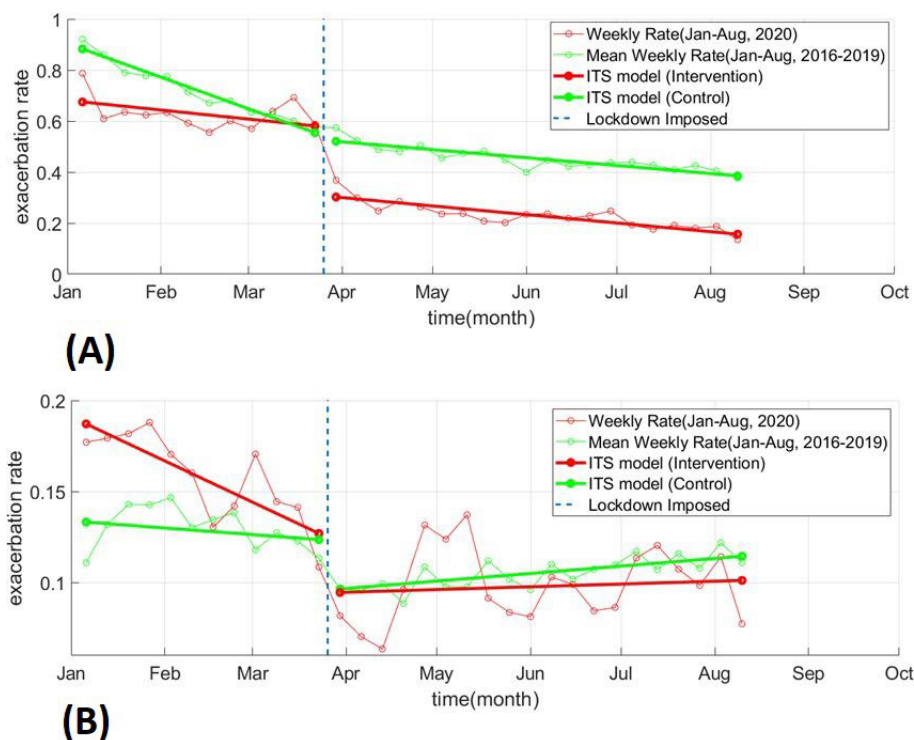 1
0.8
0.6
0.4
0.2
0
exacerbation rate
Weekly Rate(Jan-Aug, 2020)
Mean Weekly Rate(Jan-Aug, 2016-2019)
ITS model (Intervention)
ITS model (Control)
Lockdown Imposed
Jan Feb Mar Apr May Jun Jul Aug Sep Oct
time(month)
(A)
0.2
0.15
0.1
exacerbation rate
Weekly Rate(Jan-Aug, 2020)
Mean Weekly Rate(Jan-Aug, 2016-2019)
ITS model (Intervention)
ITS model (Control)
Lockdown Imposed
Jan Feb Mar Apr May Jun Jul Aug Sep Oct
time(month)
(B)